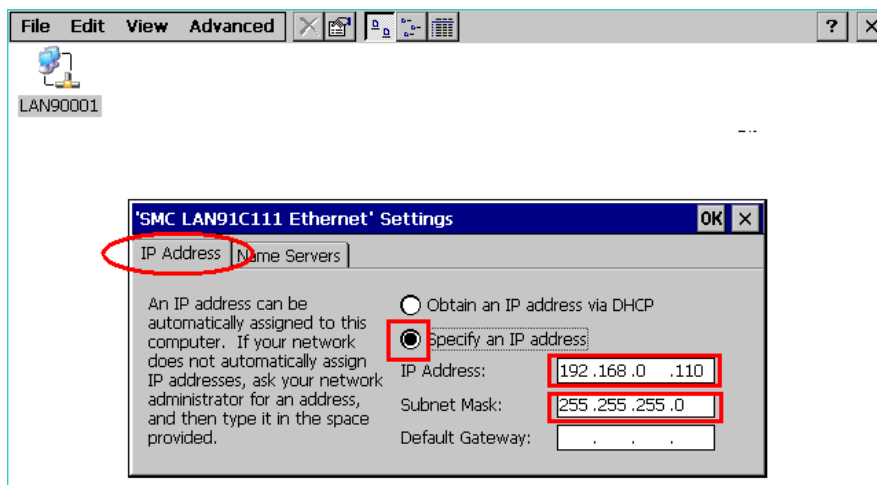 File Edit View Advanced ? ×
LAN90001
'SMC LAN91C111 Ethernet' Settings OK ×
IP Address Name Servers
An IP address can be
automatically assigned to this
computer. If your network
does not automatically assign
IP addresses, ask your network
administrator for an address,
and then type it in the space
provided.
Obtain an IP address via DHCP
Specify an IP address
IP Address: 192 .168 .0 .110
Subnet Mask: 255 .255 .255 .0
Default Gateway: . . .